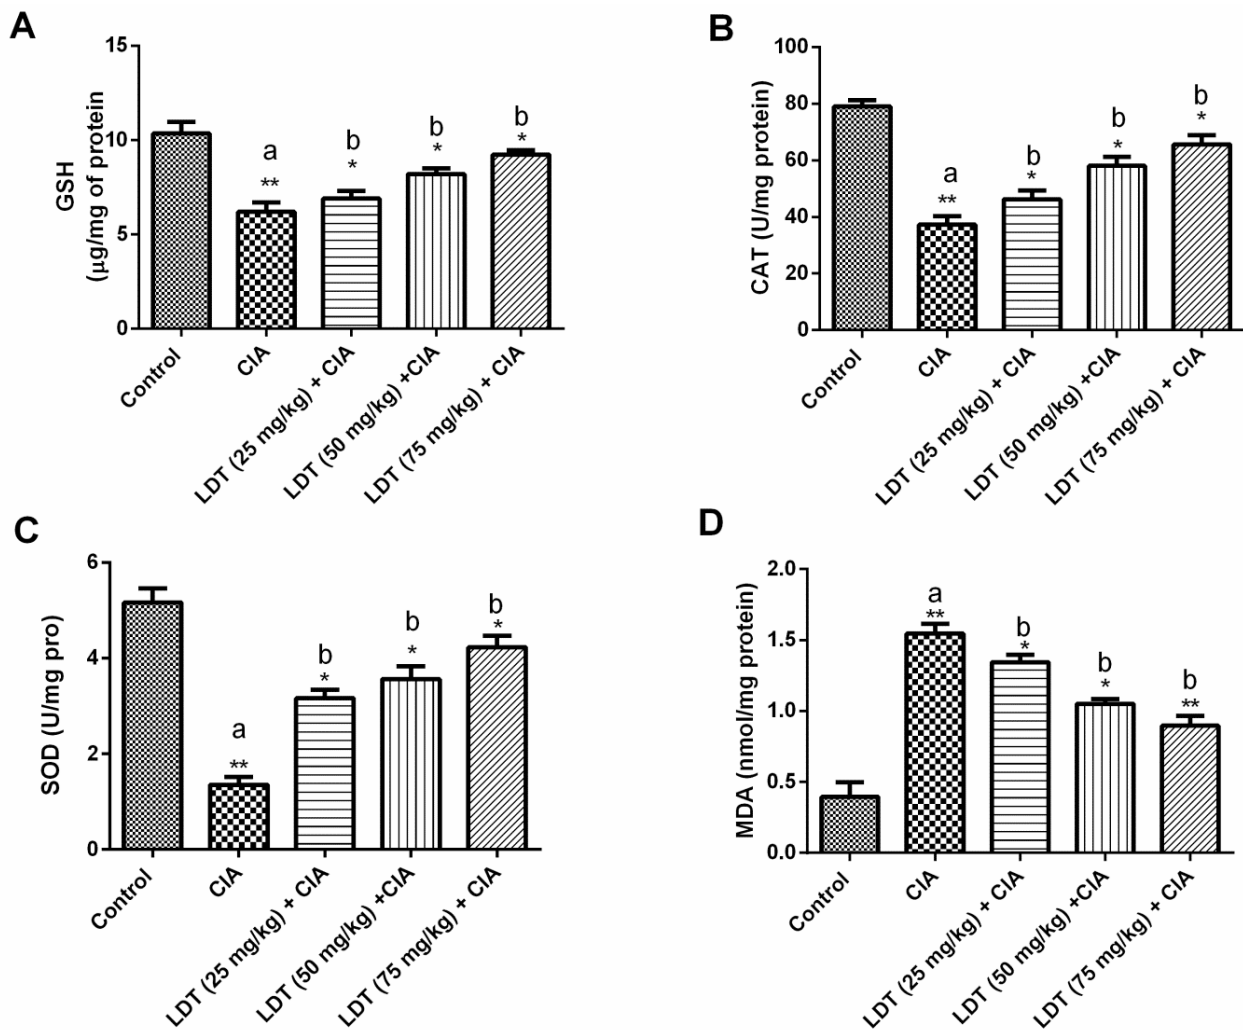 A
GSH
(µg/mg of protein)
15
10
5
0
a
**
b
*
b
*
b
*
Control
CIA
LDT (25 mg/kg) + CIA
LDT (50 mg/kg) +CIA
LDT (75 mg/kg) + CIA
B
CAT (U/mg protein)
100
80
60
40
20
0
a
**
b
*
b
*
b
*
Control
CIA
LDT (25 mg/kg) + CIA
LDT (50 mg/kg) +CIA
LDT (75 mg/kg) + CIA
C
SOD (U/mg pro)
6
4
2
0
a
**
b
*
b
*
b
*
Control
CIA
LDT (25 mg/kg) + CIA
LDT (50 mg/kg) +CIA
LDT (75 mg/kg) + CIA
D
MDA (nmol/mg protein)
2.0
1.5
1.0
0.5
0.0
a
**
b
*
b
*
b
**
Control
CIA
LDT (25 mg/kg) + CIA
LDT (50 mg/kg) +CIA
LDT (75 mg/kg) + CIA